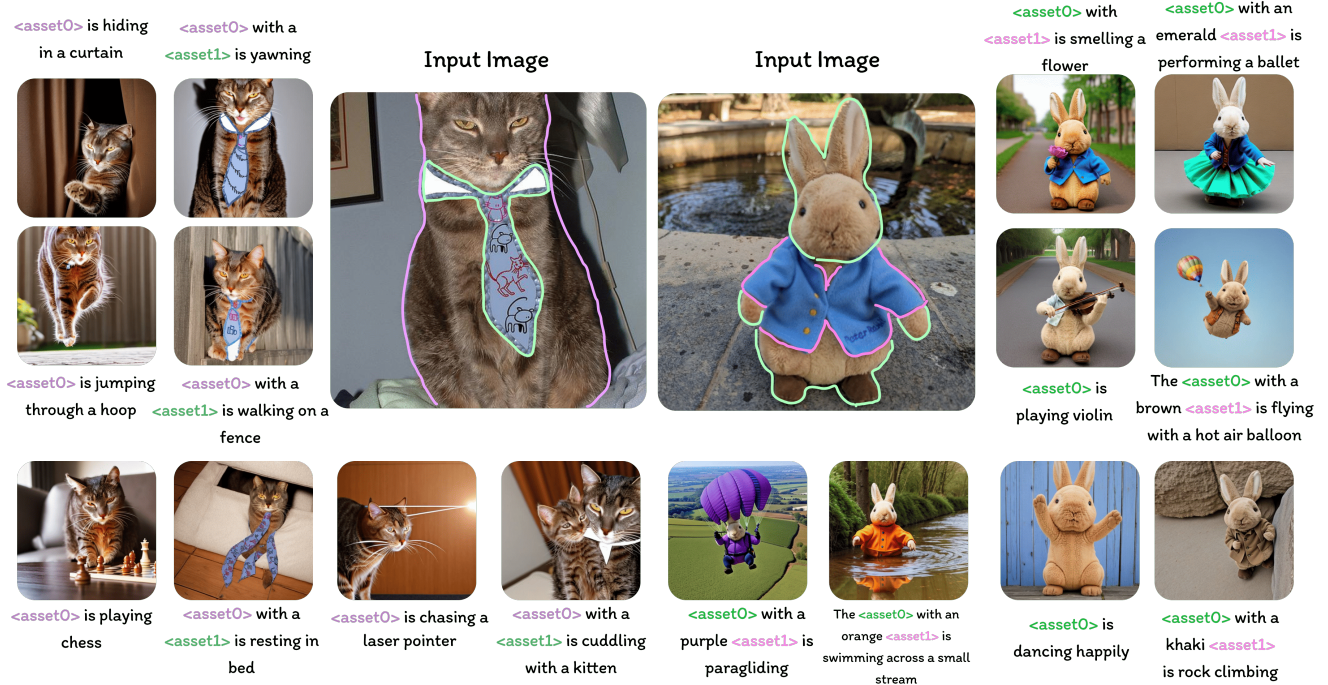 <asset0> is hiding
in a curtain
<asset0> with a
<asset1> is yawning
Input Image
Input Image
<asset0> with
<asset1> is smelling a
flower
<asset0> with an
emerald <asset1> is
performing a ballet
<asset0> is jumping
through a hoop
<asset0> with a
<asset1> is walking on a
fence
<asset0> is
playing violin
The <asset0> with a
brown <asset1> is flying
with a hot air balloon
<asset0> is playing
chess
<asset0> with a
<asset1> is resting in
bed
<asset0> is chasing a
laser pointer
<asset0> with a
<asset1> is cuddling
with a kitten
<asset0> with a
purple <asset1> is
paragliding
The <asset0> with an
orange <asset1> is
swimming across a small
stream
<asset0> is
dancing happily
<asset0> with a
khaki <asset1>
is rock climbing